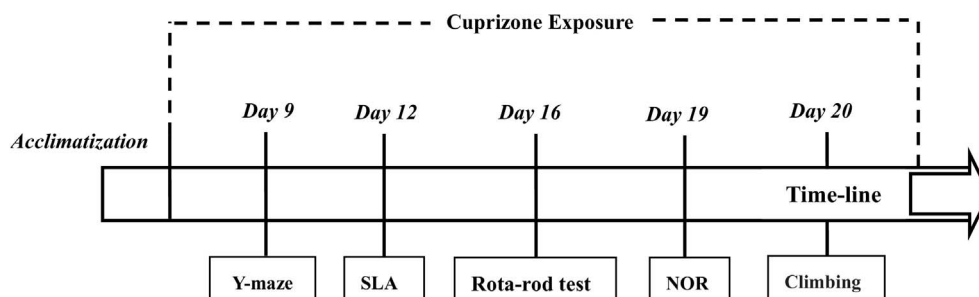 Cuprizone Exposure
Day 9 Day 12 Day 16 Day 19 Day 20
Acclimatization
Time-line
Y-maze SLA Rota-rod test NOR Climbing